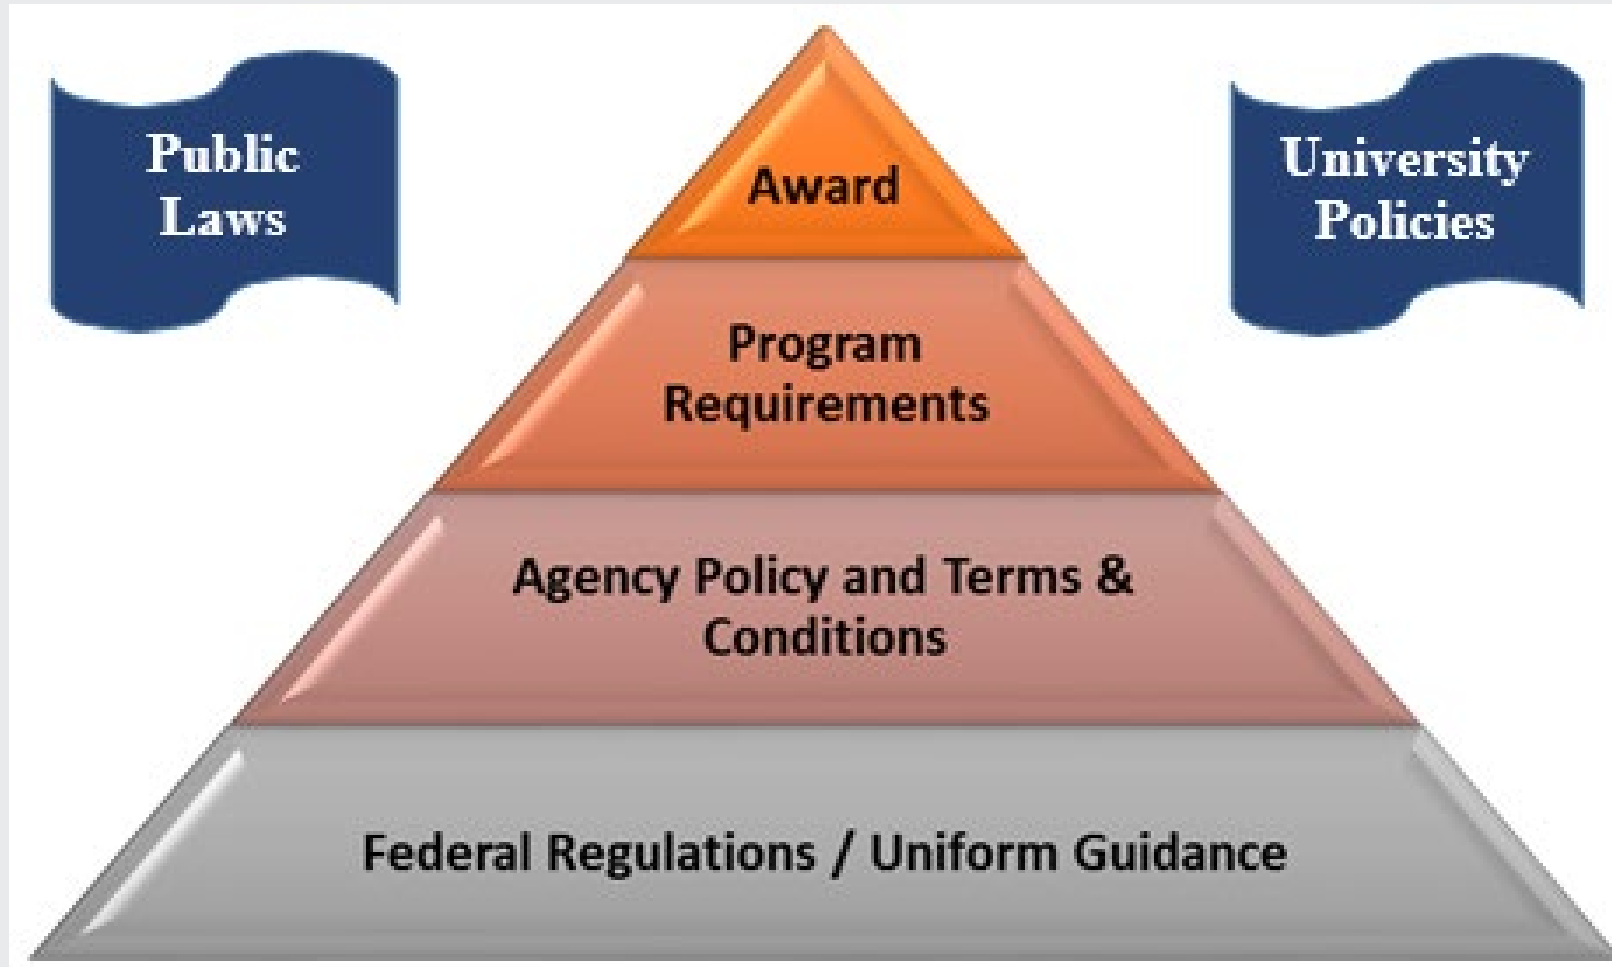 Public
Laws
University
Policies
Award
Program
Requirements
Agency Policy and Terms &
Conditions
Federal Regulations / Uniform Guidance